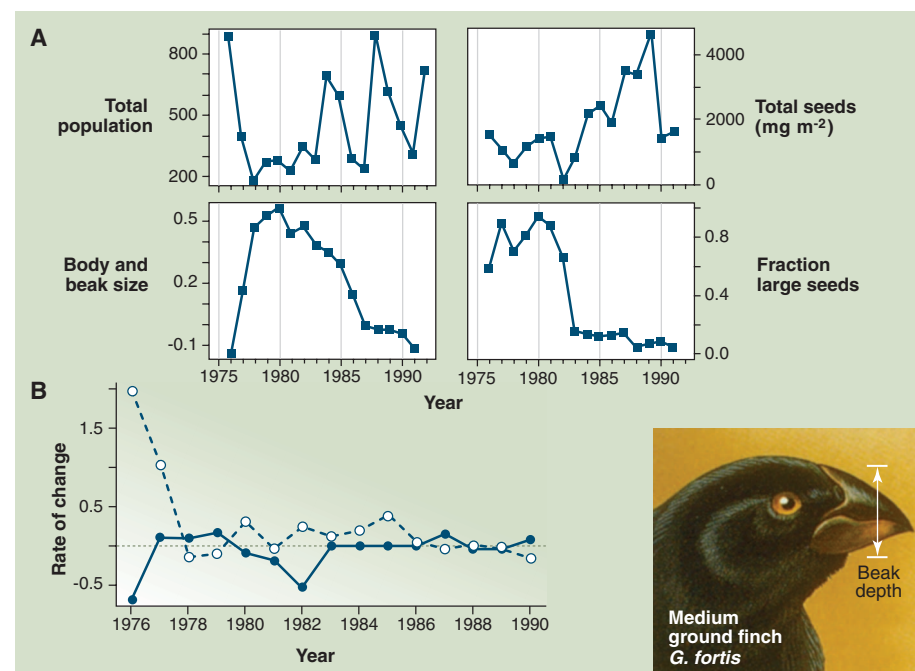 A
800
500
200
Total
population
4000
2000
0
Total seeds
(mg m-2)
0.5
0.2
-0.1
Body and
beak size
0.8
0.4
0.0
Fraction
large seeds
1975 1980 1985 1990
1975 1980 1985 1990
Year
B
1.5
0.5
-0.5
Rate of change
1976 1978 1980 1982 1984 1986 1988 1990
Year
Beak
depth
Medium
ground finch
G. fortis